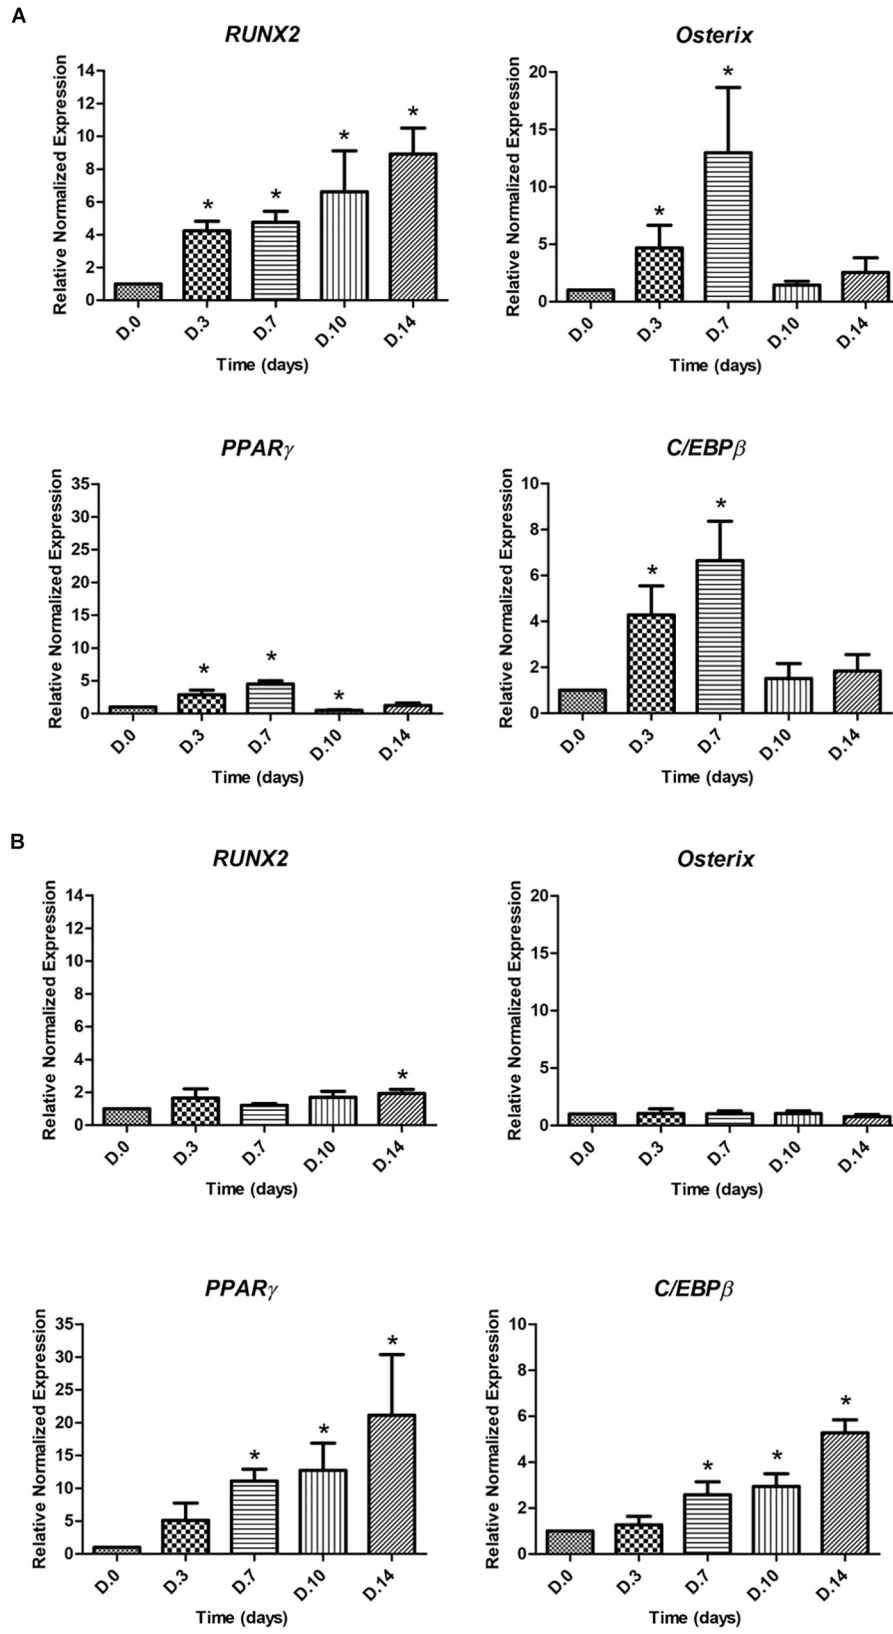 A
RUNX2
Relative Normalized Expression
14
12
10
8
6
4
2
0
*
*
*
*
D.0
D.3
D.7
D.10
D.14
Time (days)
Osterix
Relative Normalized Expression
20
15
10
5
0
*
*
D.0
D.3
D.7
D.10
D.14
Time (days)
PPARγ
Relative Normalized Expression
35
30
25
20
15
10
5
0
*
*
*
D.0
D.3
D.7
D.10
D.14
Time (days)
C/EBPβ
Relative Normalized Expression
10
8
6
4
2
0
*
*
D.0
D.3
D.7
D.10
D.14
Time (days)
B
RUNX2
Relative Normalized Expression
14
12
10
8
6
4
2
0
*
D.0
D.3
D.7
D.10
D.14
Time (days)
Osterix
Relative Normalized Expression
20
15
10
5
0
D.0
D.3
D.7
D.10
D.14
Time (days)
PPARγ
Relative Normalized Expression
35
30
25
20
15
10
5
0
*
*
*
D.0
D.3
D.7
D.10
D.14
Time (days)
C/EBPβ
Relative Normalized Expression
10
8
6
4
2
0
*
*
*
D.0
D.3
D.7
D.10
D.14
Time (days)